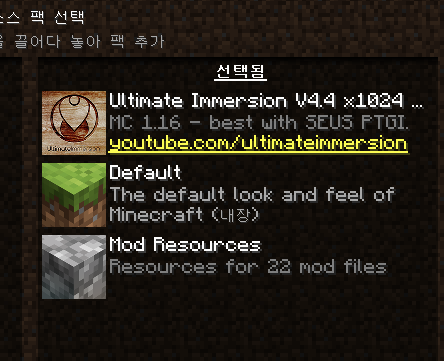 스 팩 선택
끌어다 놓아 팩 추가
선택됨
Ultimate Immersion V4.4 x1024 ...
MC 1.16 - best with SEUS PTGI.
youtube.com/ultimateimmersion
UltimateImmersion
Default
The default look and feel of
Minecraft (내장)
Mod Resources
Resources for 22 mod files